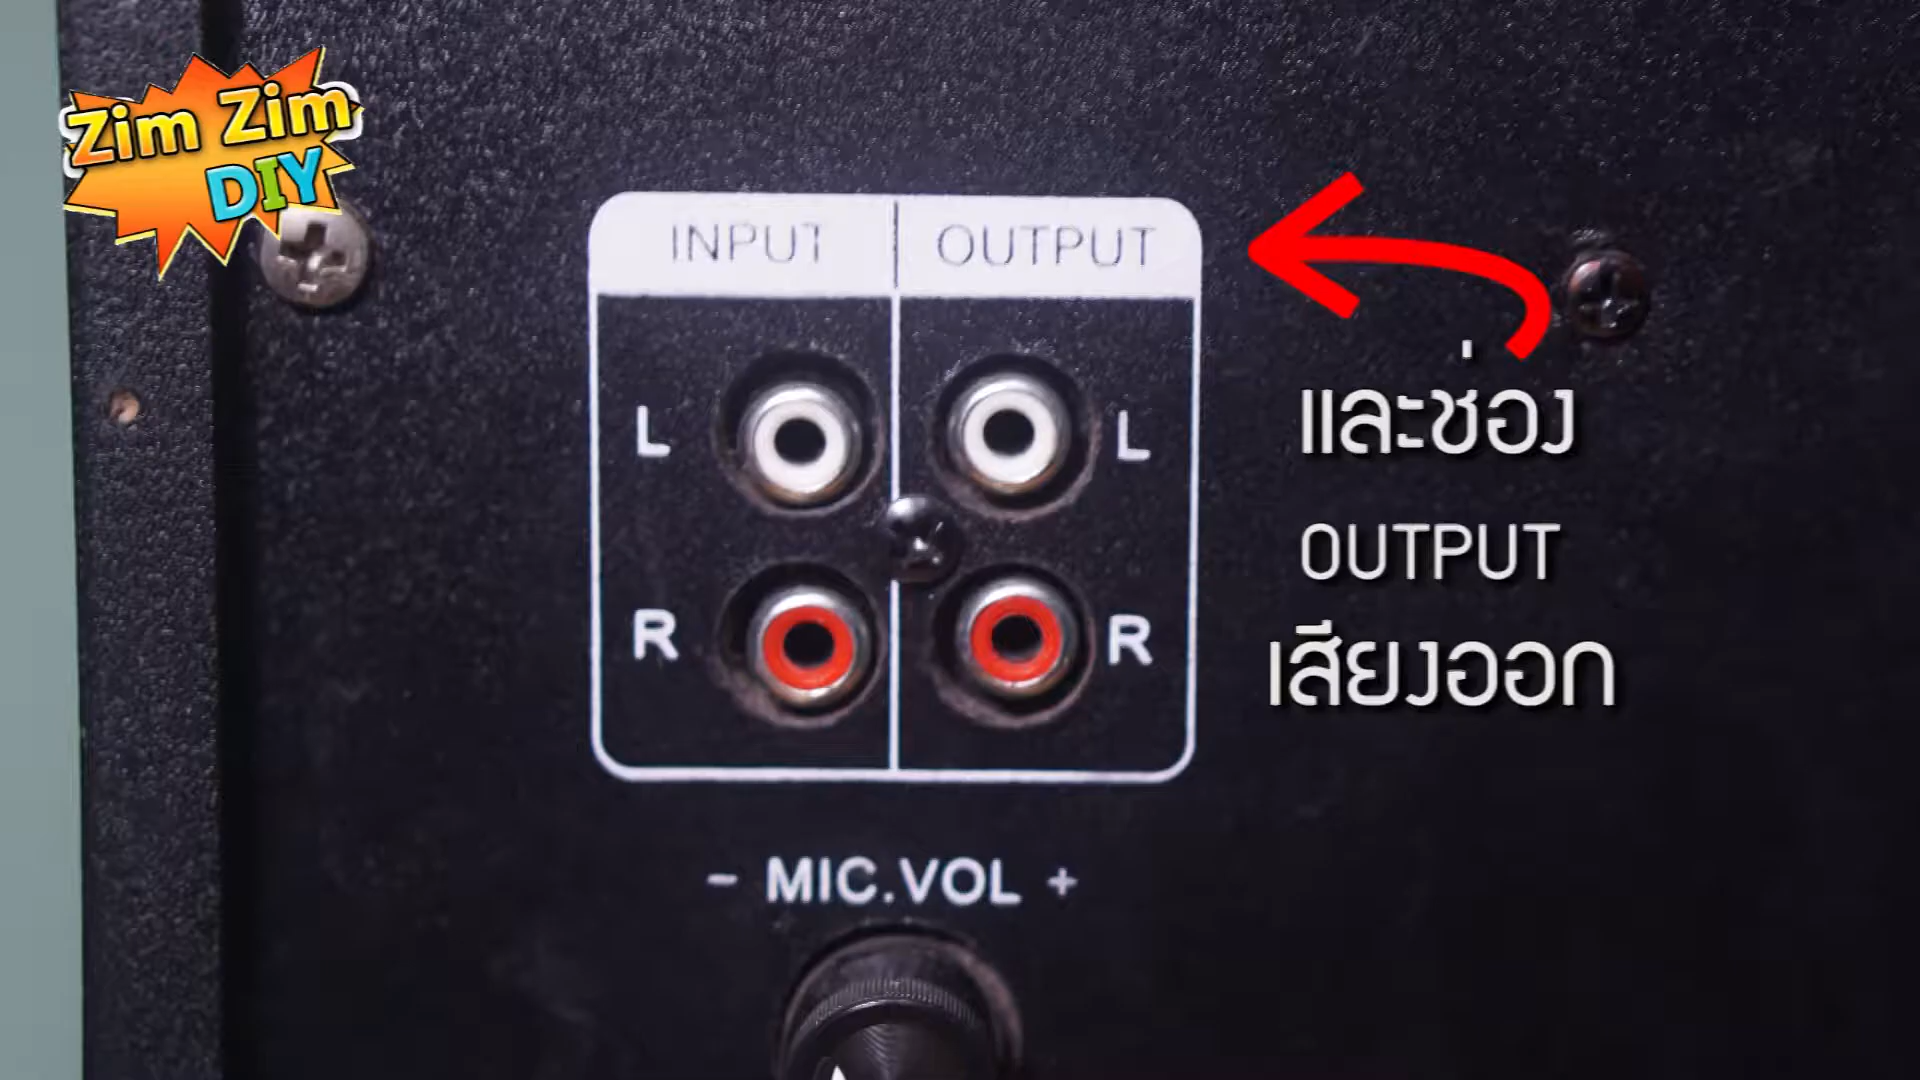 Zim Zim
DIY
INPUT OUTPUT
L L
R R
- MIC.VOL +
และช่อง
OUTPUT
เสียงออก